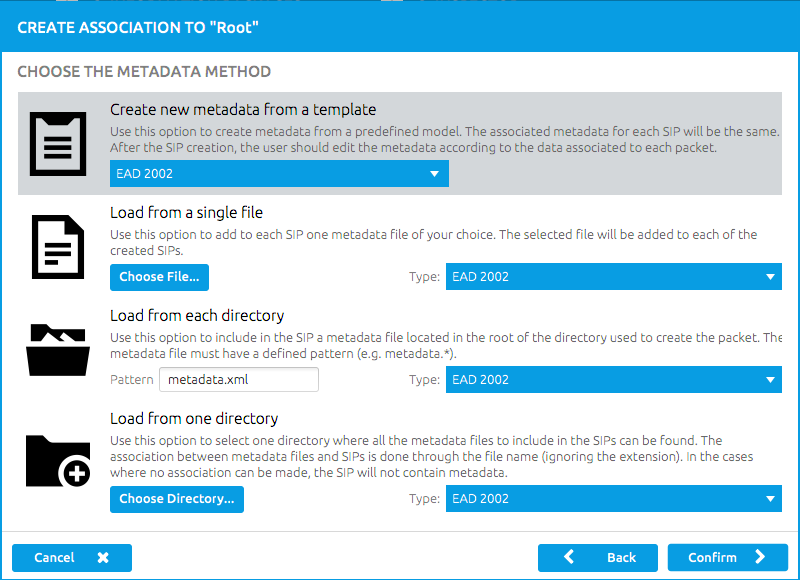 CREATE ASSOCIATION TO "Root"
CHOOSE THE METADATA METHOD
Create new metadata from a template
Use this option to create metadata from a predefined model. The associated metadata for each SIP will be the same.
After the SIP creation, the user should edit the metadata according to the data associated to each packet.
EAD 2002
Load from a single file
Use this option to add to each SIP one metadata file of your choice. The selected file will be added to each of the
created SIPs.
Choose File... Type: EAD 2002
Load from each directory
Use this option to include in the SIP a metadata file located in the root of the directory used to create the packet. The
metadata file must have a defined pattern (e.g. metadata.*).
Pattern metadata.xml Type: EAD 2002
Load from one directory
Use this option to select one directory where all the metadata files to include in the SIPs can be found. The
association between metadata files and SIPs is done through the file name (ignoring the extension). In the cases
where no association can be made, the SIP will not contain metadata.
Choose Directory... Type: EAD 2002
Cancel Back Confirm